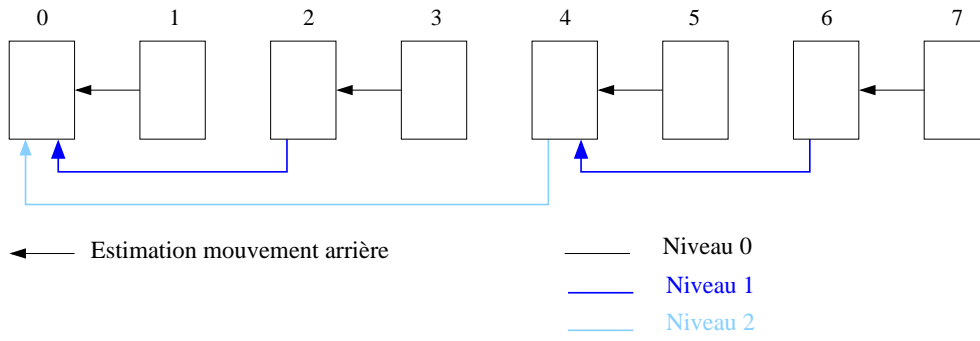 0 1 2 3 4 5 6 7
Estimation mouvement arrière
Niveau 0
Niveau 1
Niveau 2